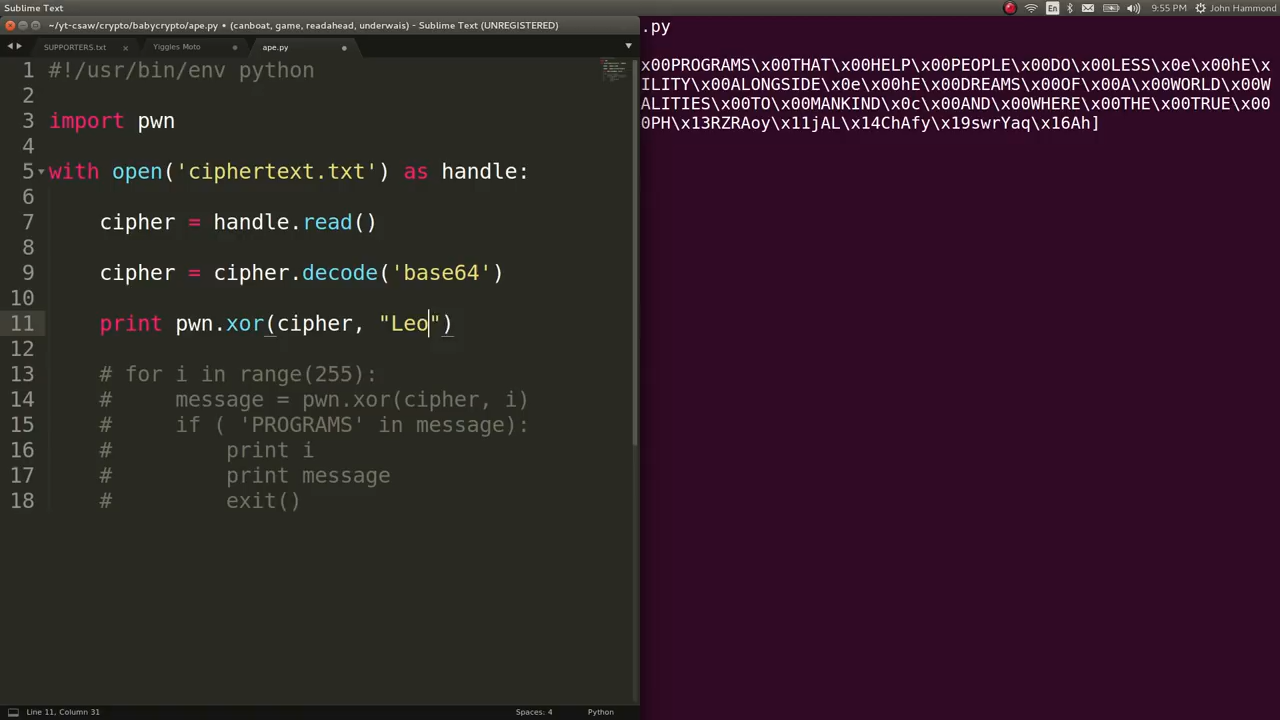 Sublime Text
En
9:55 PM
John Hammond
~/yt-csaw/crypto/babycrypto/ape.py • (canboat, game, readahead, underwais) - Sublime Text (UNREGISTERED)
SUPPORTERS.txt
Yiggles Moto
ape.py
1 #!/usr/bin/env python
2
3 import pwn
4
5 with open('ciphertext.txt') as handle:
6
7 cipher = handle.read()
8
9 cipher = cipher.decode('base64')
10
11 print pwn.xor(cipher, "Leo")
12
13 # for i in range(255):
14 # message = pwn.xor(cipher, i)
15 # if ( 'PROGRAMS' in message):
16 # print i
17 # print message
18 # exit()
.py
x00PROGRAMS\x00THAT\x00HELP\x00PEOPLE\x00DO\x00LESS\x0e\x00hE\x
ILITY\x00ALONGSIDE\x0e\x00hE\x00DREAMS\x00OF\x00A\x00WORLD\x00W
ALITIES\x00TO\x00MANKIND\x0c\x00AND\x00WHERE\x00THE\x00TRUE\x00
0PH\x13RZRAoy\x11jAL\x14ChAfy\x19swrYaq\x16Ah]
Line 11, Column 31
Spaces: 4
Python